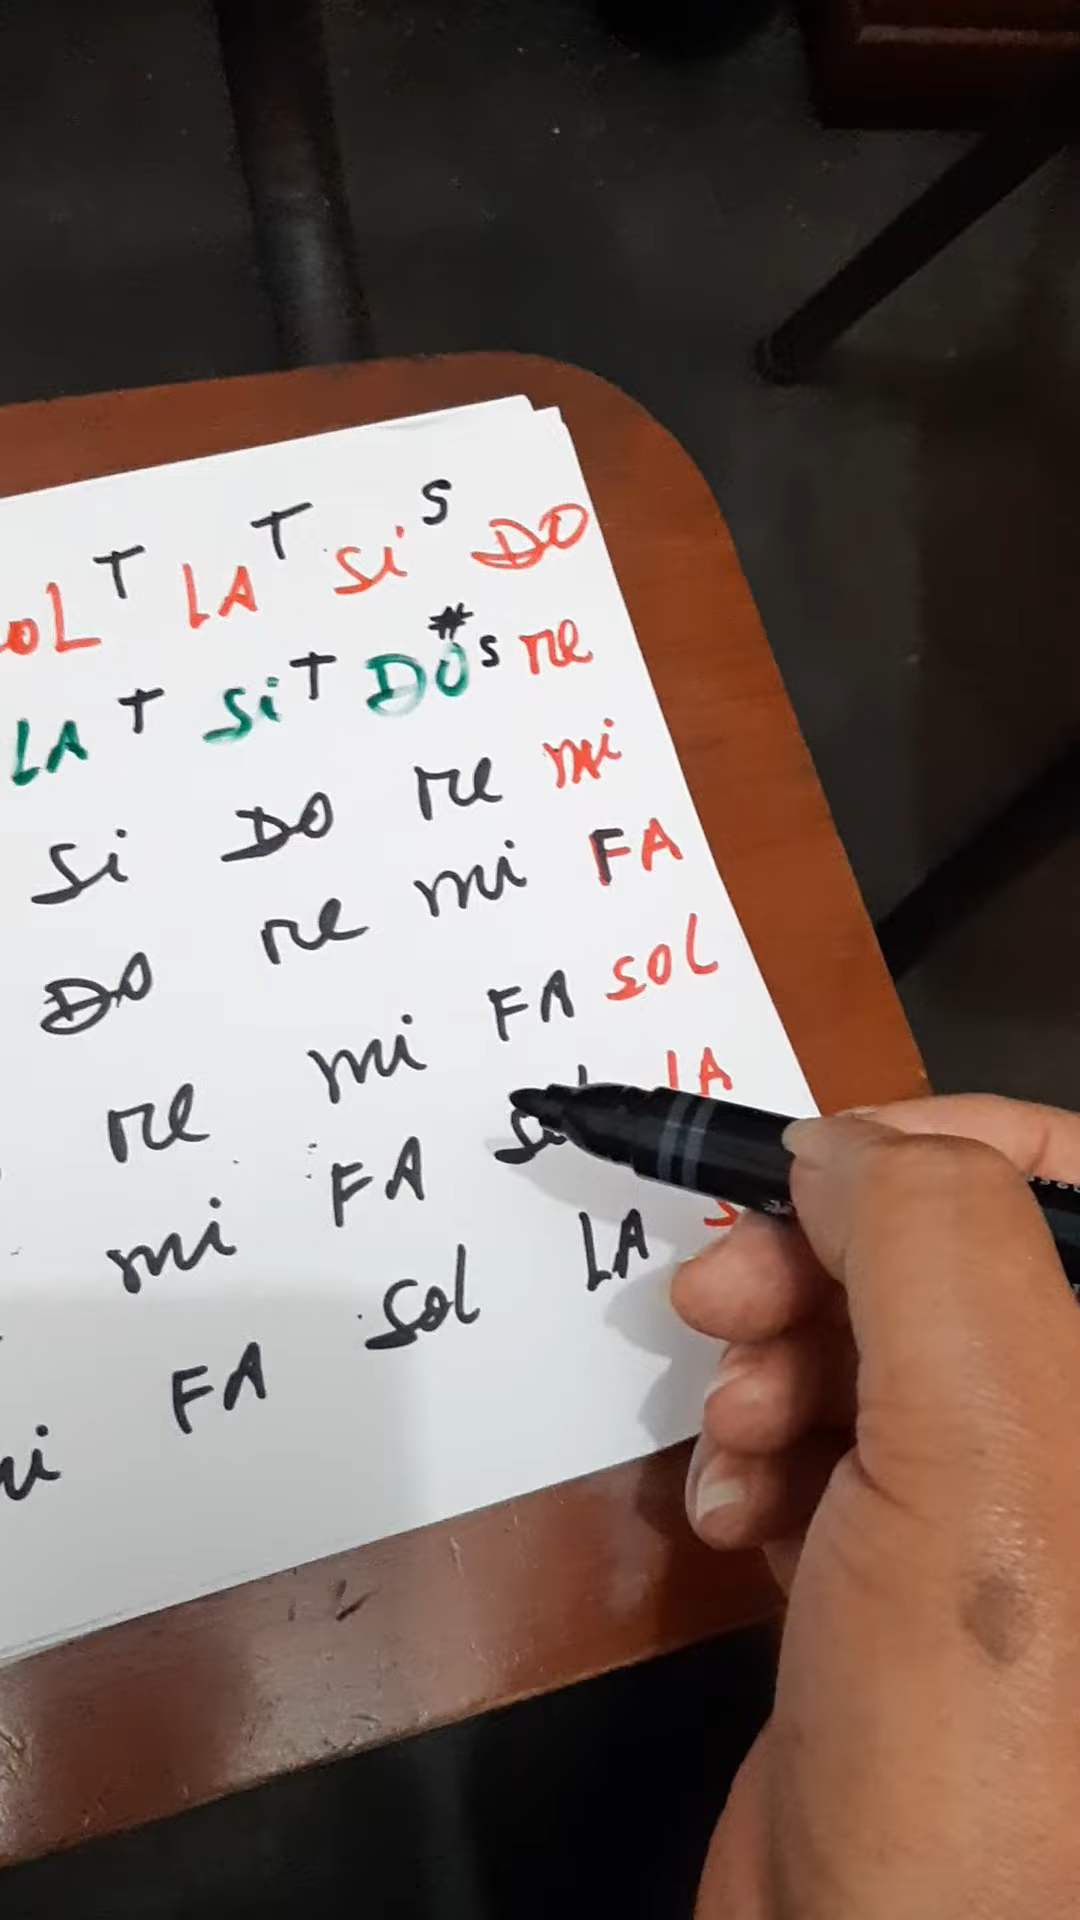 OL T LA T Si S DO
LA T Si T DO # S re
Si DO re mi
DO re mi FA
re mi FA SOL
mi FA LA
FA Sol LA